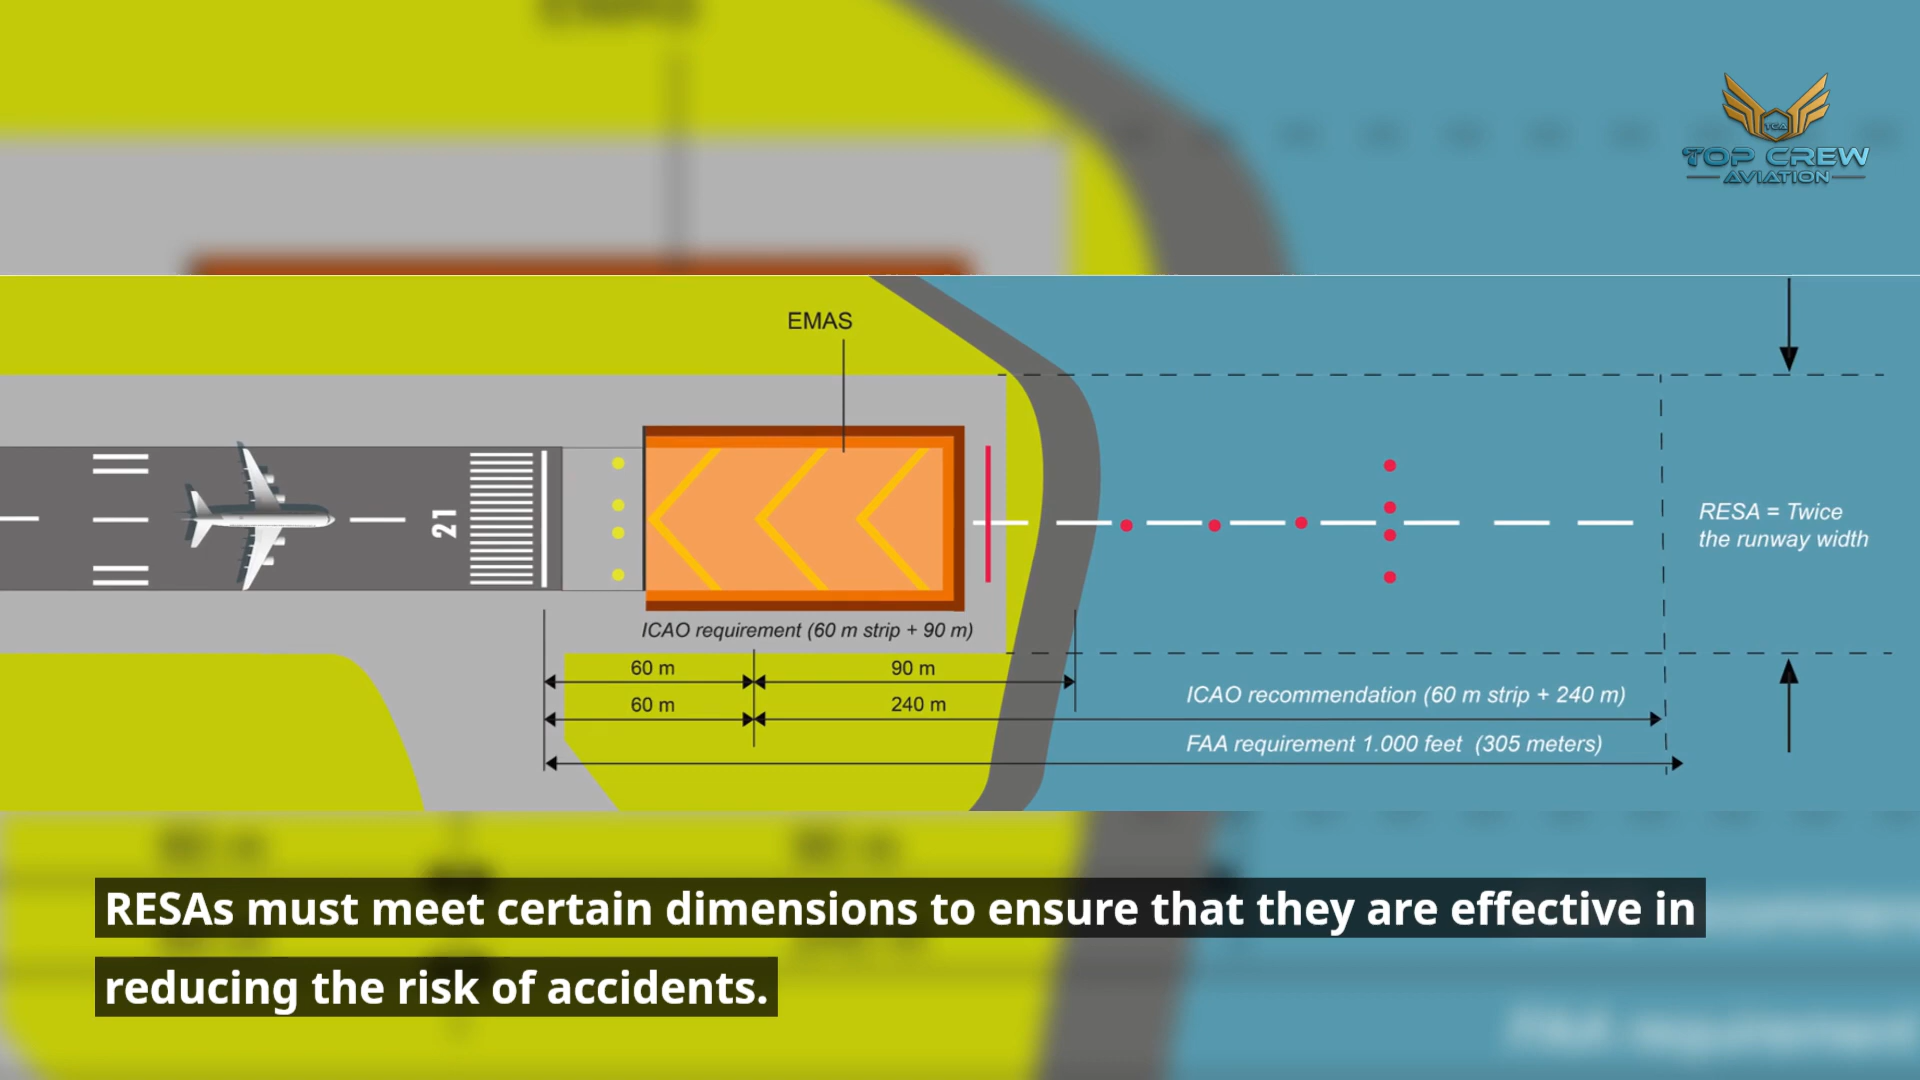 TCA
TOP CREW
AVIATION
EMAS
21
RESA = Twice
the runway width
ICAO requirement (60 m strip + 90 m)
60 m
90 m
60 m
240 m
ICAO recommendation (60 m strip + 240 m)
FAA requirement 1.000 feet (305 meters)
RESAs must meet certain dimensions to ensure that they are effective in
reducing the risk of accidents.